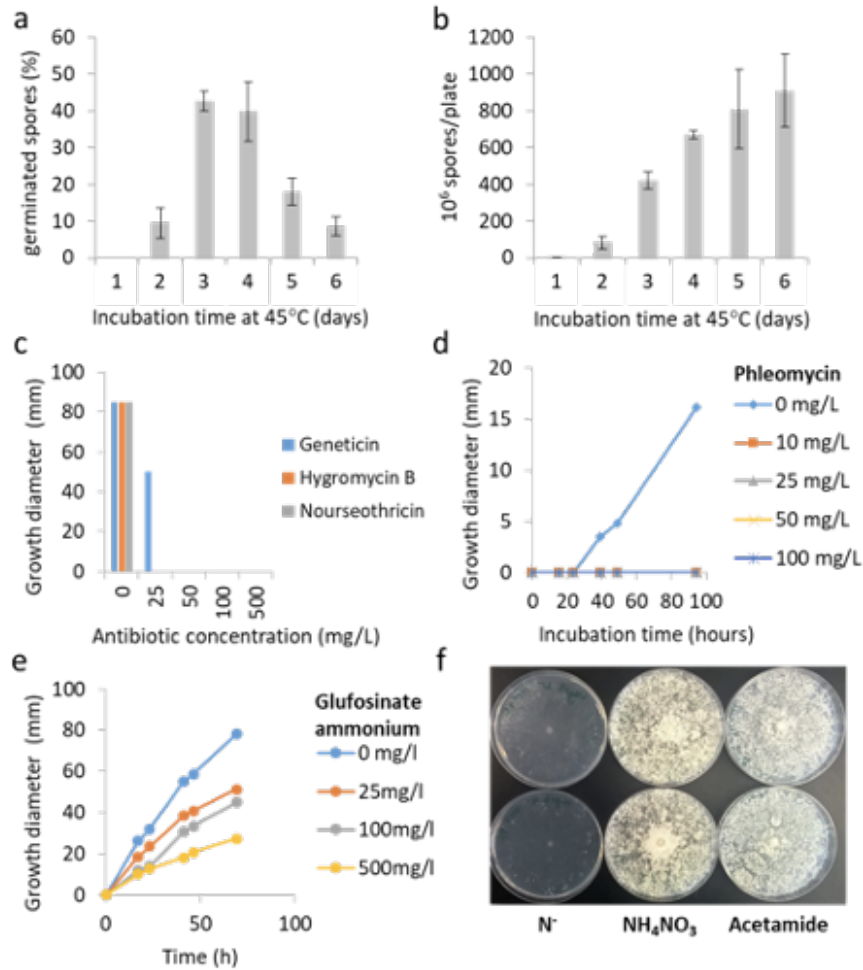 a
germinated spores (%)
60
50
40
30
20
10
0
1 2 3 4 5 6
Incubation time at 45°C (days)
b
10⁶ spores/plate
1200
1000
800
600
400
200
0
1 2 3 4 5 6
Incubation time at 45°C (days)
c
Growth diameter (mm)
100
80
60
40
20
0
0 25 50 100 500
Antibiotic concentration (mg/L)
Geneticin
Hygromycin B
Nourseothricin
d
Growth diameter (mm)
20
15
10
5
0
0 20 40 60 80 100
Incubation time (hours)
Phleomycin
0 mg/L
10 mg/L
25 mg/L
50 mg/L
100 mg/L
e
Growth diameter (mm)
100
80
60
40
20
0
0 50 100
Time (h)
Glufosinate
ammonium
0 mg/l
25mg/l
100mg/l
500mg/l
f
N⁻ NH₄NO₃ Acetamide